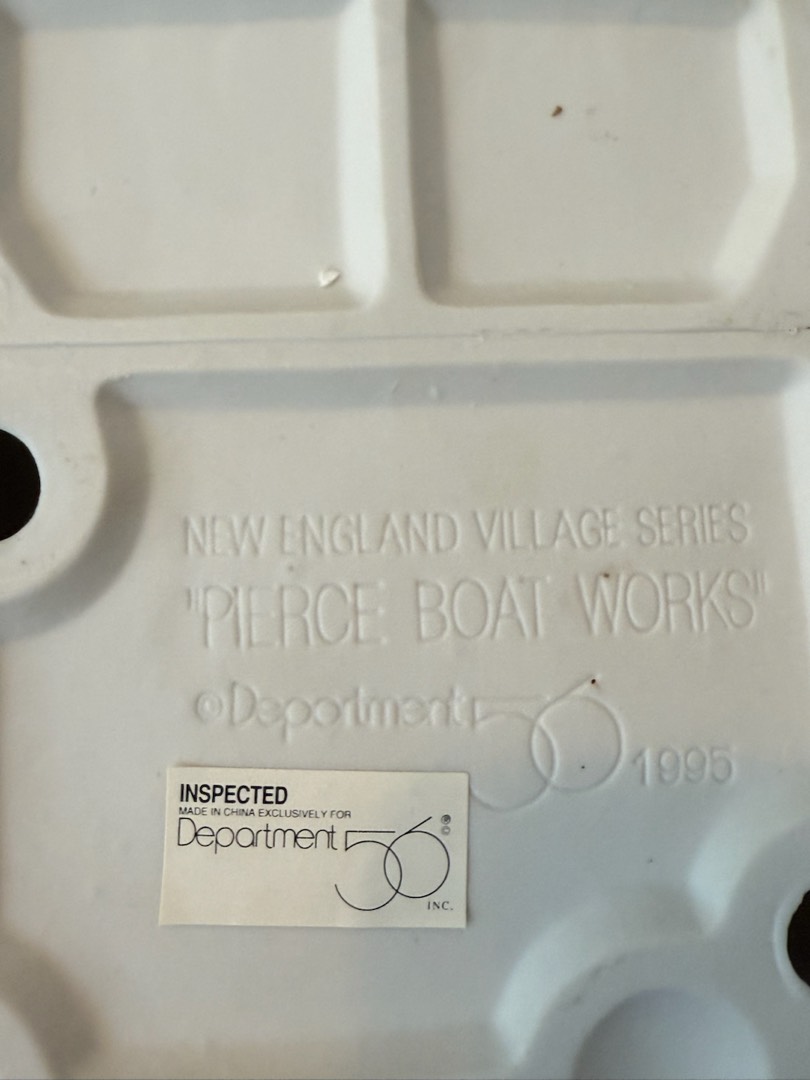 NEW ENGLAND VILLAGE SERIES
"PIERCE BOAT WORKS"
©Department 56 1995
INSPECTED
MADE IN CHINA EXCLUSIVELY FOR
Department 56 ® ©
INC.